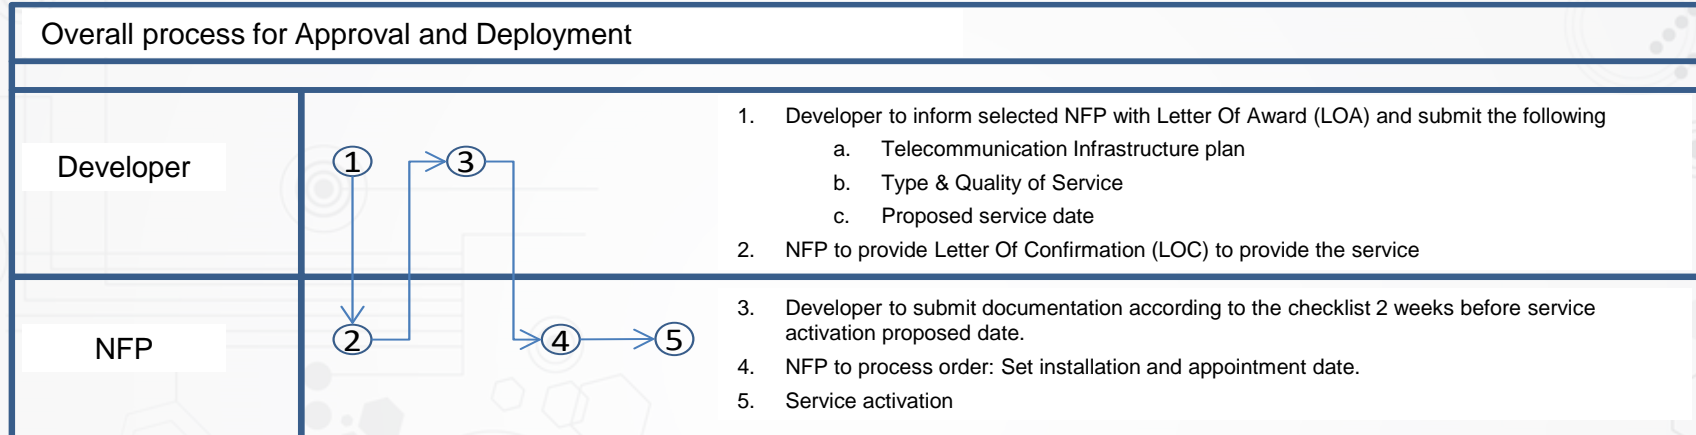 Overall process for Approval and Deployment
Developer
1
3
1. Developer to inform selected NFP with Letter Of Award (LOA) and submit the following
a. Telecommunication Infrastructure plan
b. Type & Quality of Service
c. Proposed service date
2. NFP to provide Letter Of Confirmation (LOC) to provide the service
NFP
2
4
5
3. Developer to submit documentation according to the checklist 2 weeks before service
activation proposed date.
4. NFP to process order: Set installation and appointment date.
5. Service activation